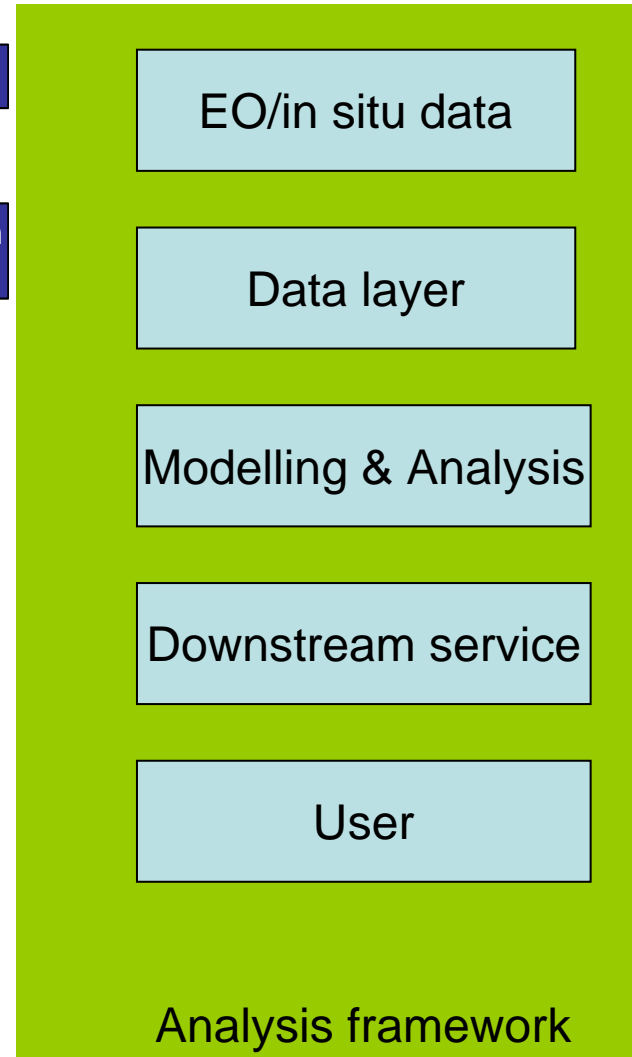 EO/in situ data
Data layer
Modelling & Analysis
Downstream service
User
Analysis framework